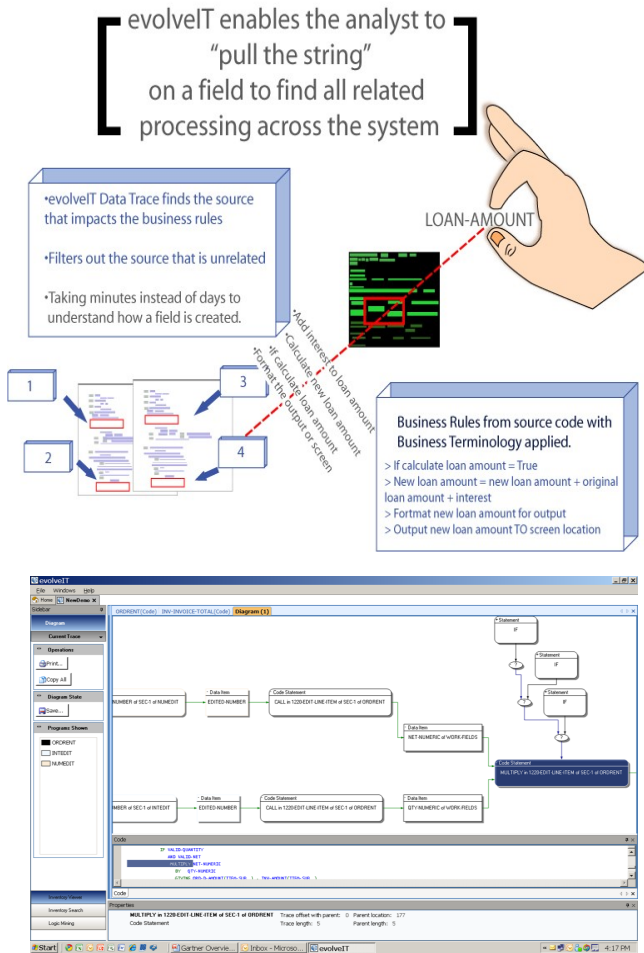 evolveIT enables the analyst to
“pull the string”
on a field to find all related
processing across the system
•evolveIT Data Trace finds the source
that impacts the business rules
•Filters out the source that is unrelated
•Taking minutes instead of days to
understand how a field is created.
LOAN-AMOUNT
•Add interest to loan amount
•Calculate new loan amount
•If calculate loan amount
•Format the output or screen
1
2
3
4
Business Rules from source code with
Business Terminology applied.
> If calculate loan amount = True
> New loan amount = new loan amount + original
loan amount + interest
> Fortmat new loan amount for output
> Output new loan amount TO screen location
evolveIT
File Windows Help
Home NewDemo
Sidebar
ORDRENT(Code) INV-INVOICE-TOTAL(Code) Diagram (1)
Diagram
Current Trace
Operations
Print...
Copy All
Diagram State
Save...
Programs Shown
ORDRENT
INTEDIT
NUMEDIT
Statement
IF
Statement
Statement
IF
NUMBER of SEC-1 of NUMEDIT
Data Item
EDITED-NUMBER
Code Statement
CALL in 1220-EDIT-LINE-ITEM of SEC-1 of ORDRENT
Data Item
NET-NUMERIC of WORK-FIELDS
Code Statement
MULTIPLY in 1220-EDIT-LINE-ITEM of SEC-1 of ORDRENT
MBER of SEC-1 of INTEDIT
Data Item
EDITED-NUMBER
Code Statement
CALL in 1220-EDIT-LINE-ITEM of SEC-1 of ORDRENT
Data Item
QTY-NUMERIC of WORK-FIELDS
Code
IF VALID-QUANTITY
AND VALID-NET
MULTIPLY NET-NUMERIC
BY QTY-NUMERIC
Code
Properties
MULTIPLY in 1220-EDIT-LINE-ITEM of SEC-1 of ORDRENT Trace offset with parent: 0 Parent location: 177
Code Statement Trace length: 5 Parent length: 5
Inventory Viewer
Inventory Search
Logic Mining
Start Gartner Overvie... Inbox - Microso... evolveIT 4:17 PM